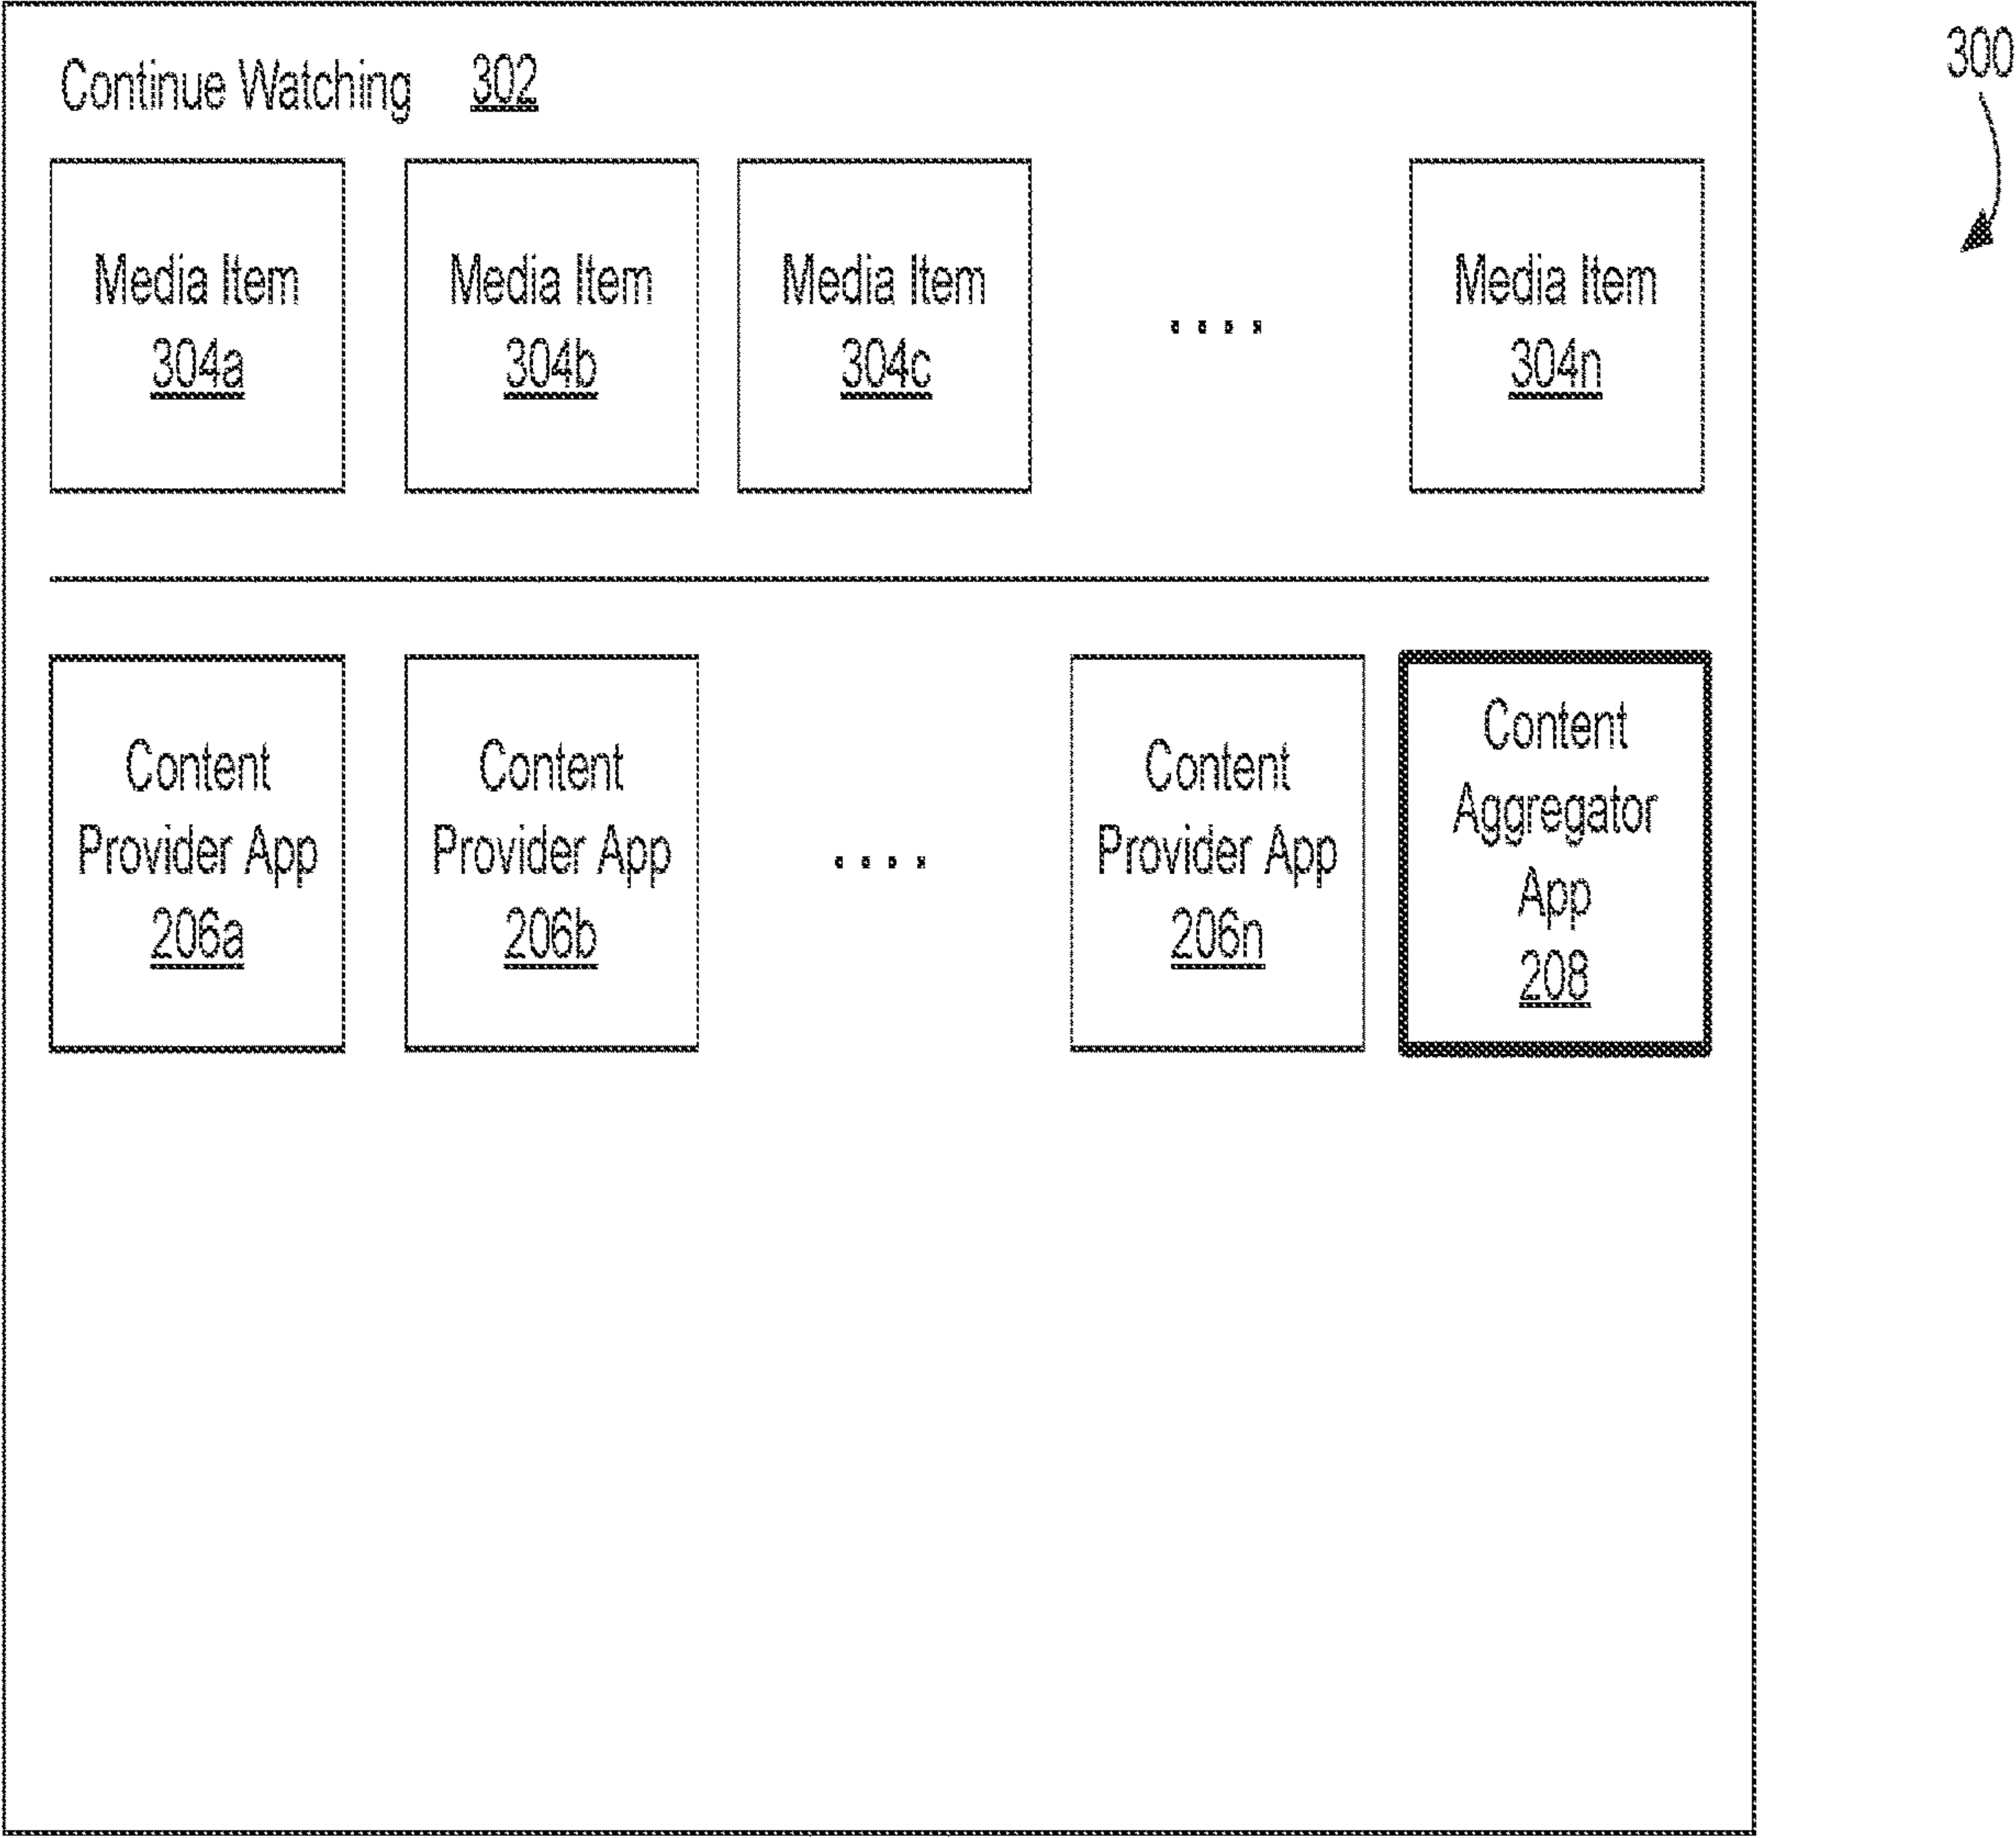 300
Continue Watching 302
Media Item
304a
Media Item
304b
Media Item
304c
....
Media Item
304n
Content
Provider App
206a
Content
Provider App
206b
....
Content
Provider App
206n
Content
Aggregator
App
208